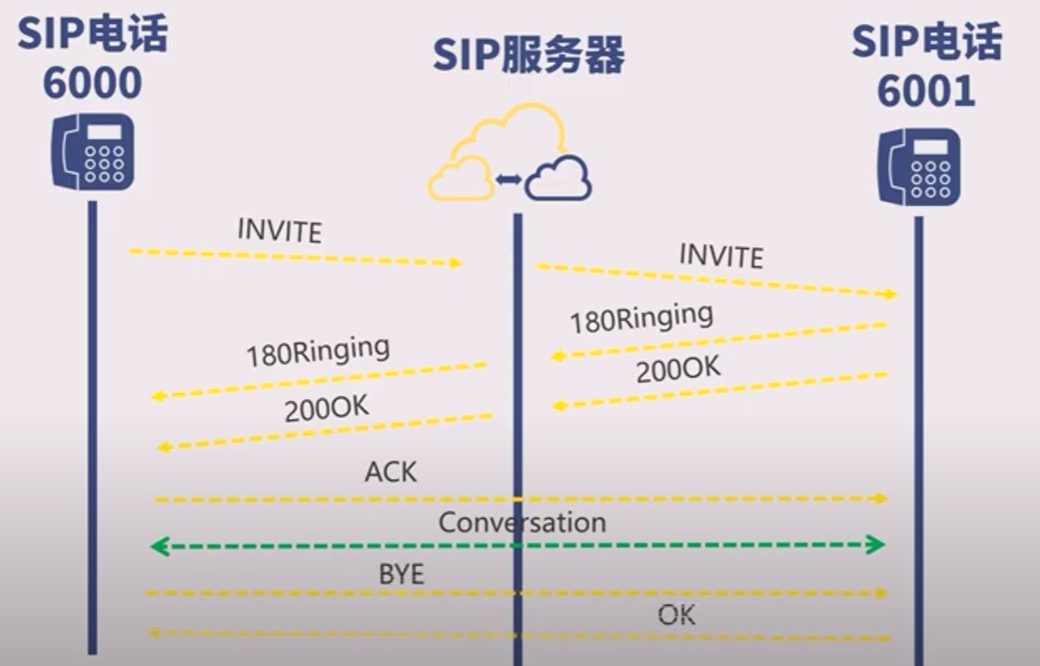 SIP电话
6000
SIP服务器
SIP电话
6001
INVITE
INVITE
180Ringing
180Ringing
200OK
200OK
ACK
Conversation
BYE
OK